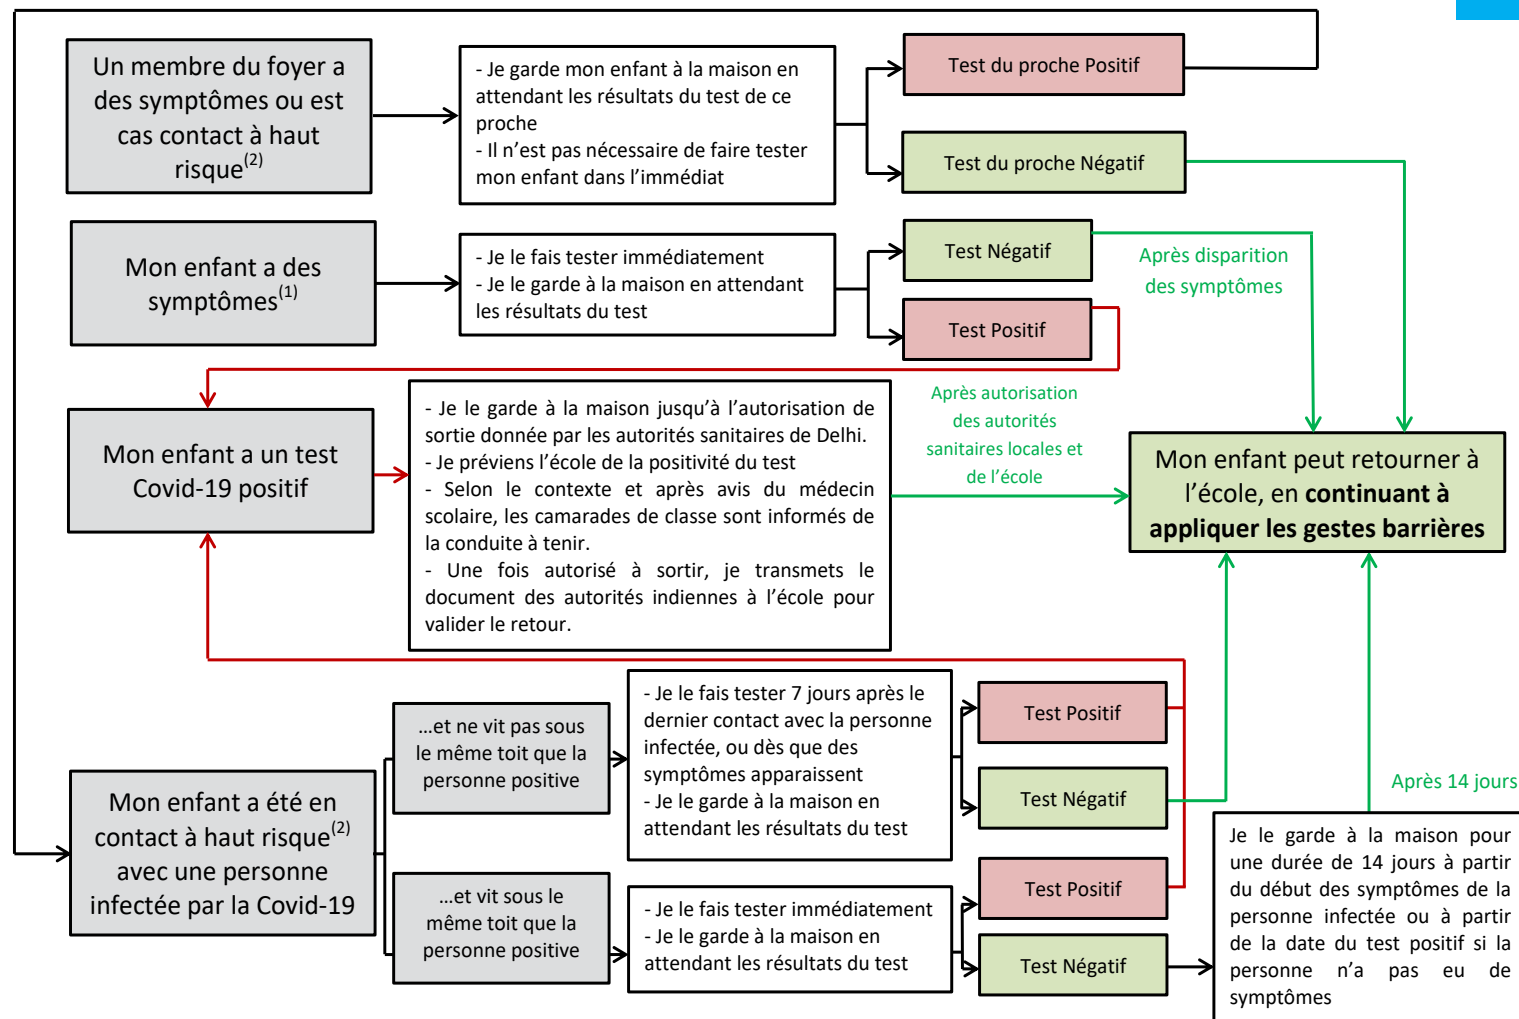 Un membre du foyer a
des symptômes ou est
cas contact à haut
risque(2)
- Je garde mon enfant à la maison en
attendant les résultats du test de ce
proche
- Il n’est pas nécessaire de faire tester
mon enfant dans l’immédiat
Test du proche Positif
Test du proche Négatif
Mon enfant a des
symptômes(1)
- Je le fais tester immédiatement
- Je le garde à la maison en attendant
les résultats du test
Test Négatif
Test Positif
Après disparition
des symptômes
Mon enfant a un test
Covid-19 positif
- Je le garde à la maison jusqu’à l’autorisation de
sortie donnée par les autorités sanitaires de Delhi.
- Je préviens l’école de la positivité du test
- Selon le contexte et après avis du médecin
scolaire, les camarades de classe sont informés de
la conduite à tenir.
- Une fois autorisé à sortir, je transmets le
document des autorités indiennes à l’école pour
valider le retour.
Après autorisation
des autorités
sanitaires locales et
de l’école
Mon enfant peut retourner à
l’école, en continuant à
appliquer les gestes barrières
Mon enfant a été en
contact à haut risque(2)
avec une personne
infectée par la Covid-19
…et ne vit pas sous
le même toit que la
personne positive
- Je le fais tester 7 jours après le
dernier contact avec la personne
infectée, ou dès que des
symptômes apparaissent
- Je le garde à la maison en
attendant les résultats du test
Test Positif
Test Négatif
…et vit sous le
même toit que la
personne positive
- Je le fais tester immédiatement
- Je le garde à la maison en
attendant les résultats du test
Test Positif
Test Négatif
Après 14 jours
Je le garde à la maison pour
une durée de 14 jours à partir
du début des symptômes de la
personne infectée ou à partir
de la date du test positif si la
personne n’a pas eu de
symptômes